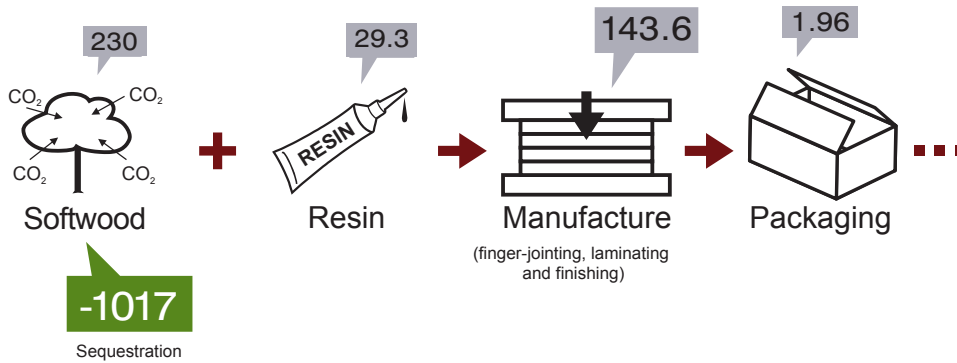 230
29.3
143.6
1.96
CO₂
CO₂
CO₂
CO₂
RESIN
Softwood
Resin
Manufacture
Packaging
(finger-jointing, laminating
and finishing)
-1017
Sequestration